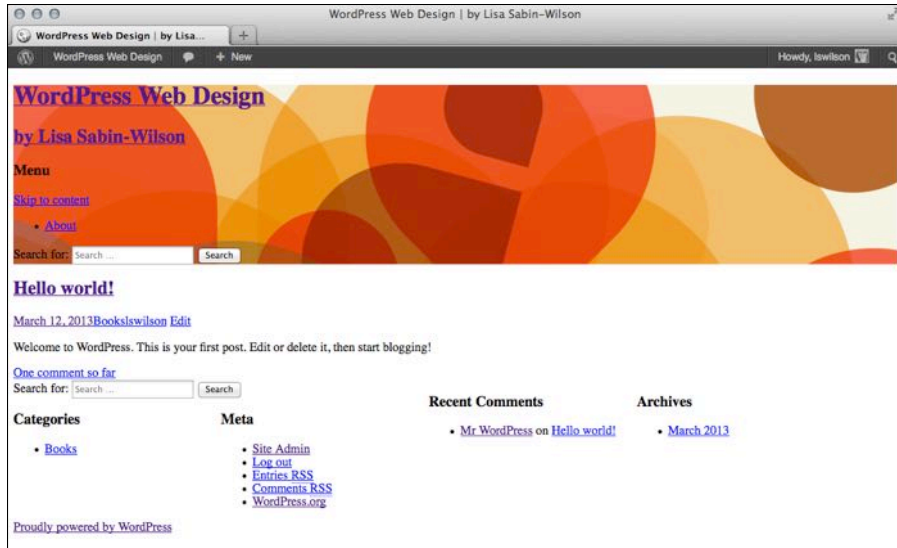 WordPress Web Design | by Lisa Sabin-Wilson
WordPress Web Design | by Lisa... +
WordPress Web Design + New Howdy, lswilson
WordPress Web Design
by Lisa Sabin-Wilson
Menu
Skip to content
• About
Search for: Search ... Search
Hello world!
March 12, 2013Bookslswilson Edit
Welcome to WordPress. This is your first post. Edit or delete it, then start blogging!
One comment so far
Search for: Search ... Search
Categories
• Books
Meta
• Site Admin
• Log out
• Entries RSS
• Comments RSS
• WordPress.org
Recent Comments
• Mr WordPress on Hello world!
Archives
• March 2013
Proudly powered by WordPress